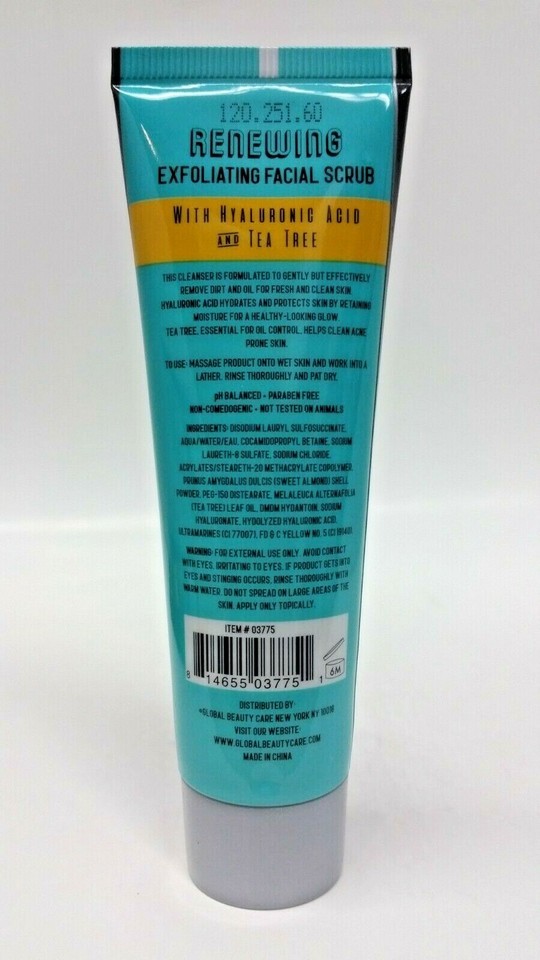 120.251.60
RENEWING
EXFOLIATING FACIAL SCRUB
WITH HYALURONIC ACID
AND TEA TREE
THIS CLEANSER IS FORMULATED TO GENTLY BUT EFFECTIVELY
REMOVE DIRT AND OIL FOR FRESH AND CLEAN SKIN.
HYALURONIC ACID HYDRATES AND PROTECTS SKIN BY RETAINING
MOISTURE FOR A HEALTHY-LOOKING GLOW.
TEA TREE, ESSENTIAL FOR OIL CONTROL, HELPS CLEAN ACNE
PRONE SKIN.
TO USE: MASSAGE PRODUCT ONTO WET SKIN AND WORK INTO A
LATHER. RINSE THOROUGHLY AND PAT DRY.
pH BALANCED - PARABEN FREE
NON-COMEDOGENIC - NOT TESTED ON ANIMALS
INGREDIENTS: DISODIUM LAURYL SULFOSUCCINATE,
AQUA/WATER/EAU, COCAMIDOPROPYL BETAINE, SODIUM
LAURETH-8 SULFATE, SODIUM CHLORIDE,
ACRYLATES/STEARETH-20 METHACRYLATE COPOLYMER,
PRUNUS AMYGDALUS DULCIS (SWEET ALMOND) SHELL
POWDER, PEG-150 DISTEARATE, MELALEUCA ALTERNAFOLIA
(TEA TREE) LEAF OIL, DMDM HYDANTOIN, SODIUM
HYALURONATE, HYDOLYZED HYALURONIC ACID,
ULTRAMARINES (CI 77007), FD & C YELLOW NO. 5 (CI 19140).
WARNING: FOR EXTERNAL USE ONLY. AVOID CONTACT
WITH EYES. IRRITATING TO EYES. IF PRODUCT GETS INTO
EYES AND STINGING OCCURS, RINSE THOROUGHLY WITH
WARM WATER. DO NOT SPREAD ON LARGE AREAS OF THE
SKIN. APPLY ONLY TOPICALLY.
ITEM # 03775
8 14655 03775 1
6M
DISTRIBUTED BY:
©GLOBAL BEAUTY CARE NEW YORK NY 10018
VISIT OUR WEBSITE:
WWW.GLOBALBEAUTYCARE.COM
MADE IN CHINA